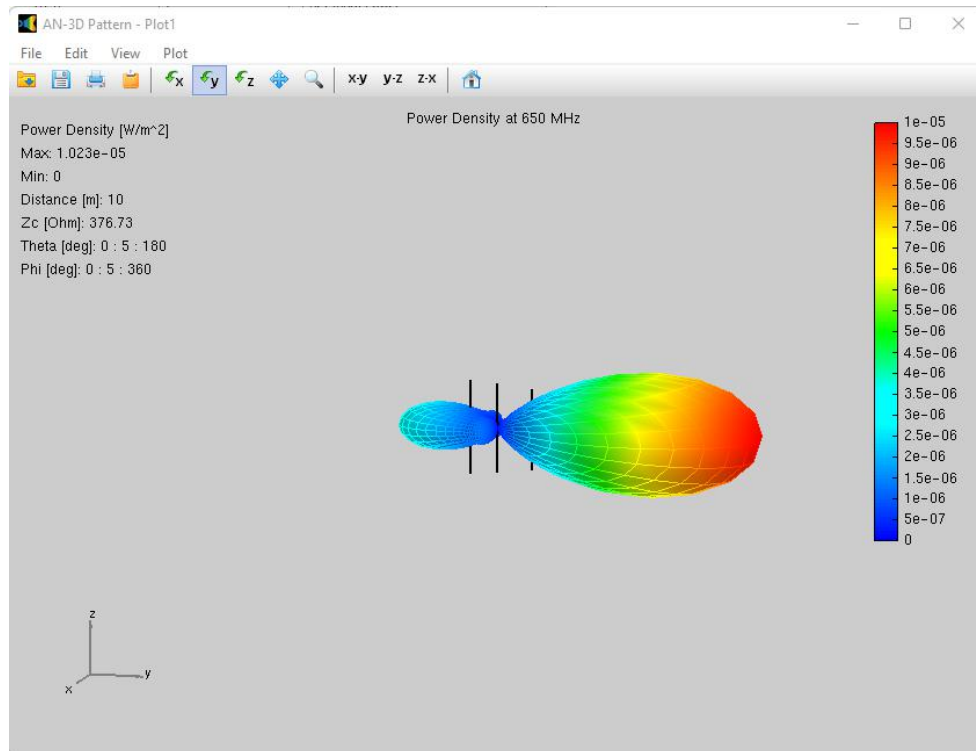 AN-3D Pattern - Plot1
File Edit View Plot
x y z x-y y-z z-x
Power Density at 650 MHz
Power Density [W/m^2]
Max: 1.023e-05
Min: 0
Distance [m]: 10
Zc [Ohm]: 376.73
Theta [deg]: 0 : 5 : 180
Phi [deg]: 0 : 5 : 360
1e-05
9.5e-06
9e-06
8.5e-06
8e-06
7.5e-06
7e-06
6.5e-06
6e-06
5.5e-06
5e-06
4.5e-06
4e-06
3.5e-06
3e-06
2.5e-06
2e-06
1.5e-06
1e-06
5e-07
0
z
y
x